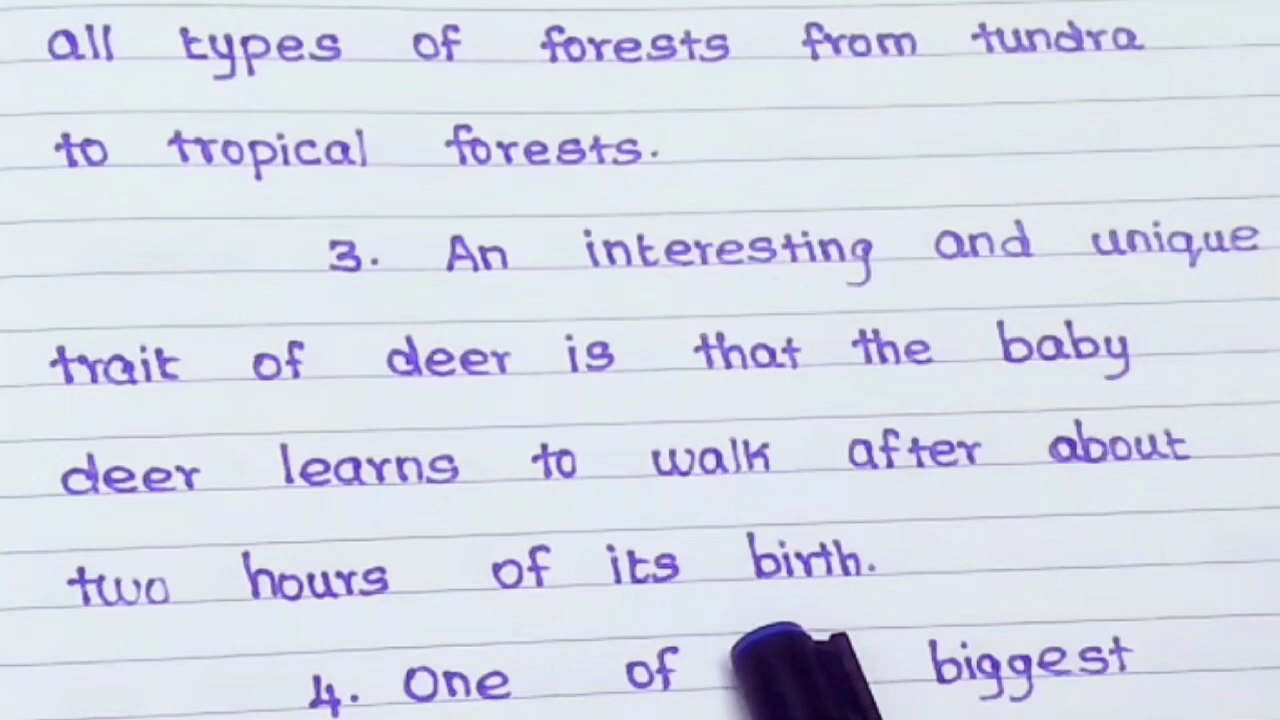 all types of forests from tundra
to tropical forests.
3. An interesting and unique
trait of deer is that the baby
deer learns to walk after about
two hours of its birth.
4. One of biggest